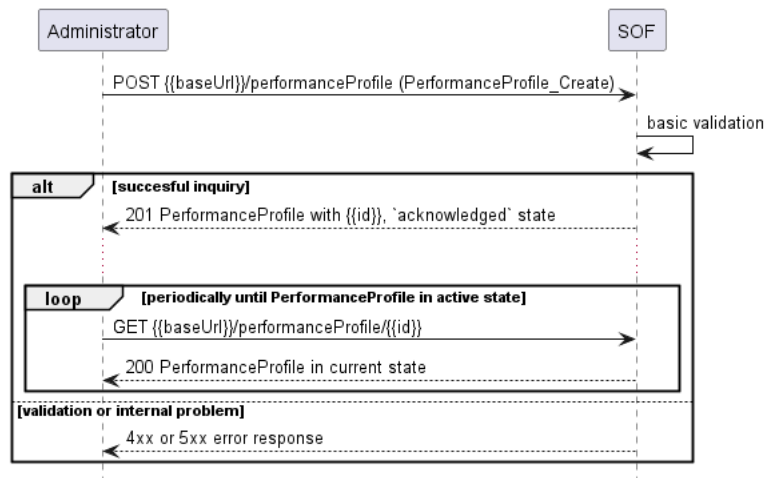 Administrator
SOF
POST {{baseUrl}}/performanceProfile (PerformanceProfile_Create)
basic validation
alt
[succesful inquiry]
201 PerformanceProfile with {{id}}, `acknowledged` state
loop
[periodically until PerformanceProfile in active state]
GET {{baseUrl}}/performanceProfile/{{id}}
200 PerformanceProfile in current state
[validation or internal problem]
4xx or 5xx error response